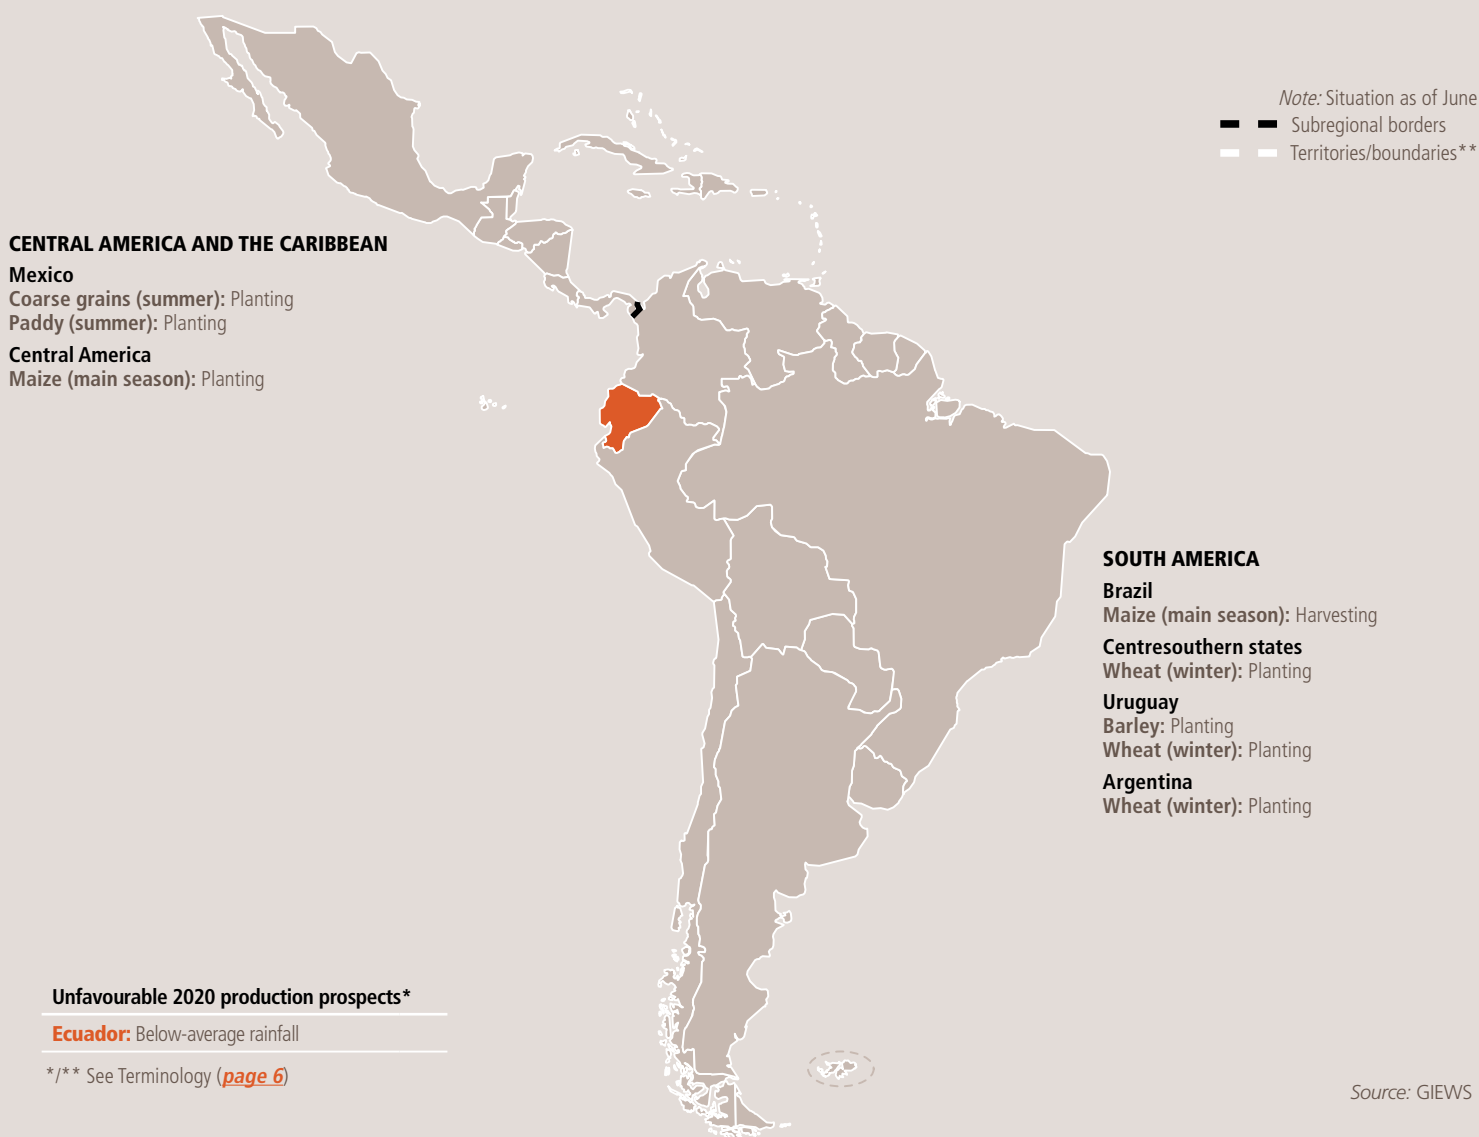 Note: Situation as of June
Subregional borders
Territories/boundaries**
CENTRAL AMERICA AND THE CARIBBEAN
Mexico
Coarse grains (summer): Planting
Paddy (summer): Planting
Central America
Maize (main season): Planting
SOUTH AMERICA
Brazil
Maize (main season): Harvesting
Centresouthern states
Wheat (winter): Planting
Uruguay
Barley: Planting
Wheat (winter): Planting
Argentina
Wheat (winter): Planting
Unfavourable 2020 production prospects*
Ecuador: Below-average rainfall
*/** See Terminology (page 6)
Source: GIEWS